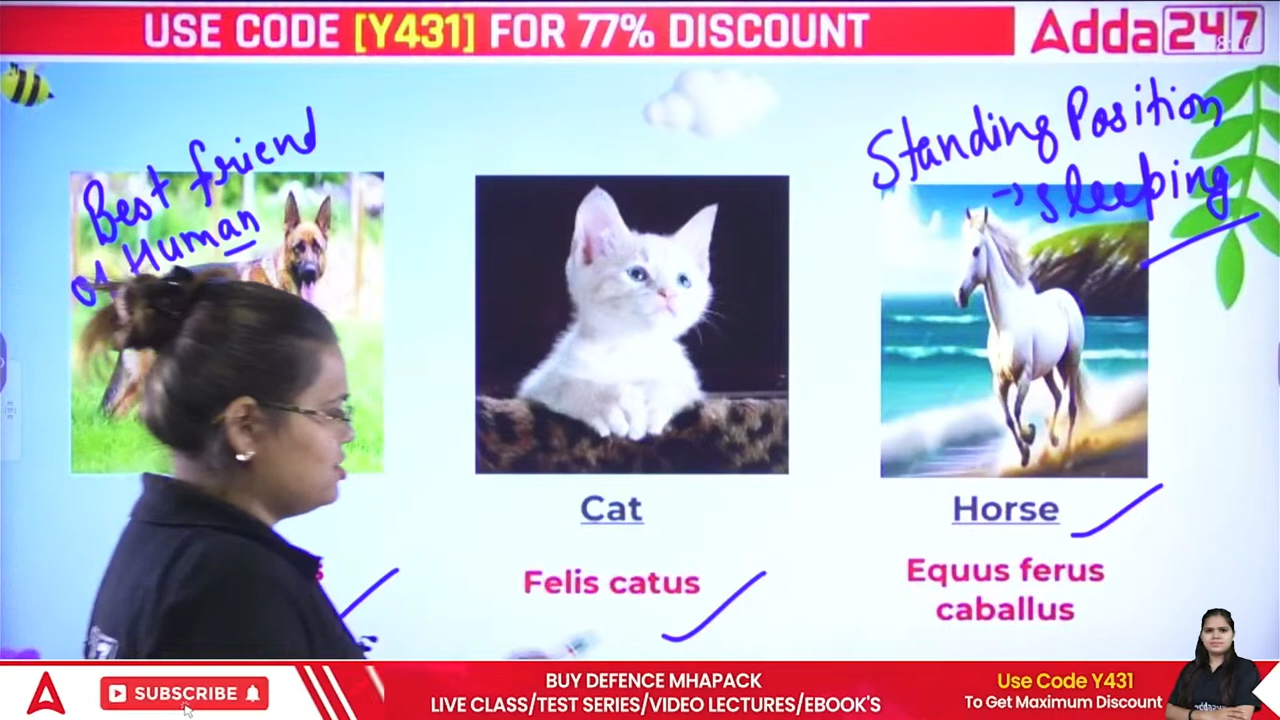 USE CODE [Y431] FOR 77% DISCOUNT
Adda247
Best friend
of Human
Standing Position
→ Sleeping
Cat
Horse
Felis catus
Equus ferus
caballus
SUBSCRIBE
BUY DEFENCE MHAPACK
LIVE CLASS/TEST SERIES/VIDEO LECTURES/EBOOK'S
Use Code Y431
To Get Maximum Discount